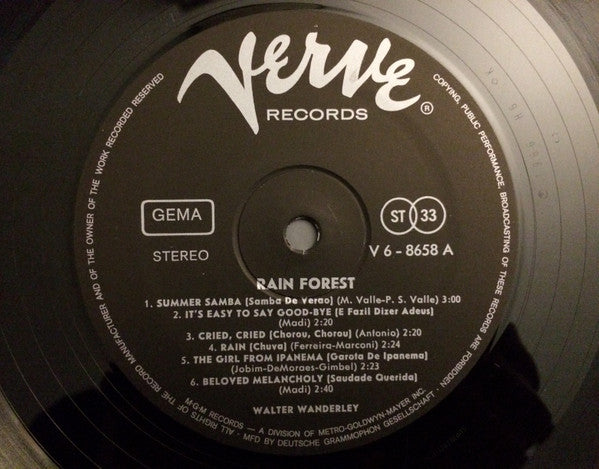 Verve
RECORDS
®
GEMA
STEREO
ST 33
V 6 - 8658 A
RAIN FOREST
1. SUMMER SAMBA [Samba De Verao] (M. Valle-P. S. Valle) 3:00
2. IT'S EASY TO SAY GOOD-BYE [E Fazil Dizer Adeus]
(Madi) 2:20
3. CRIED, CRIED [Chorou, Chorou] (Antonio) 2:20
4. RAIN [Chuva] (Ferreira-Marconi) 2:24
5. THE GIRL FROM IPANEMA [Garota De Ipanema]
(Jobim-DeMoraes-Gimbel) 2:23
6. BELOVED MELANCHOLY [Saudade Querida]
(Madi) 2:40
WALTER WANDERLEY
M-G-M RECORDS — A DIVISION OF METRO-GOLDWYN-MAYER INC.
ALL RIGHTS OF THE RECORD MANUFACTURER AND OF THE OWNER OF THE WORK RECORDED RESERVED
COPYING, PUBLIC PERFORMANCE, BROADCASTING OF THESE RECORDS ARE FORBIDDEN
· MFD BY DEUTSCHE GRAMMOPHON GESELLSCHAFT ·